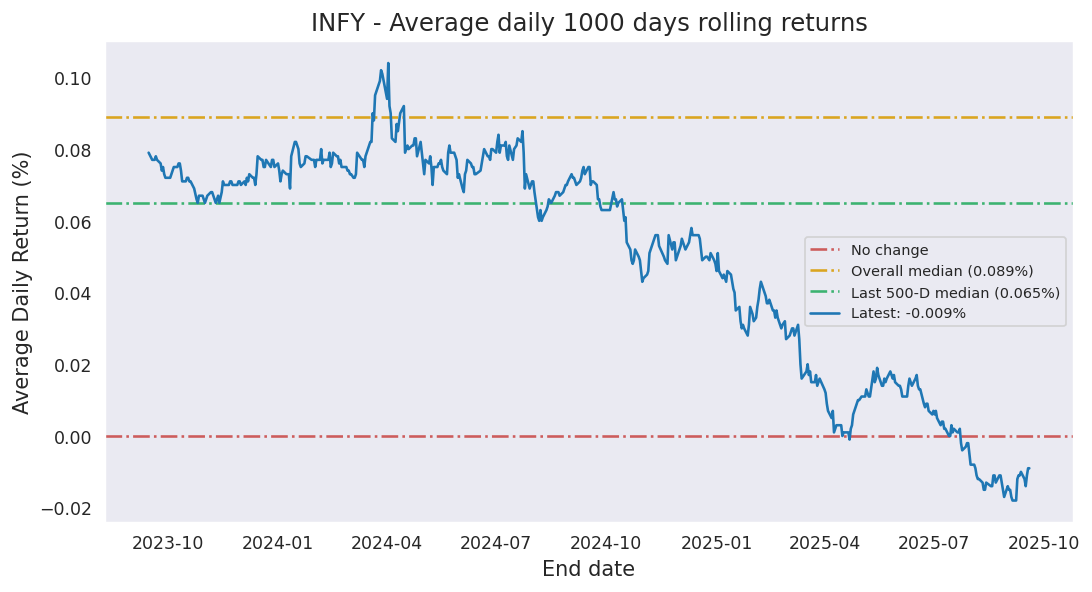 INFY - Average daily 1000 days rolling returns
Average Daily Return (%)
0.10
0.08
0.06
0.04
0.02
0.00
−0.02
No change
Overall median (0.089%)
Last 500-D median (0.065%)
Latest: -0.009%
2023-10 2024-01 2024-04 2024-07 2024-10 2025-01 2025-04 2025-07 2025-10
End date